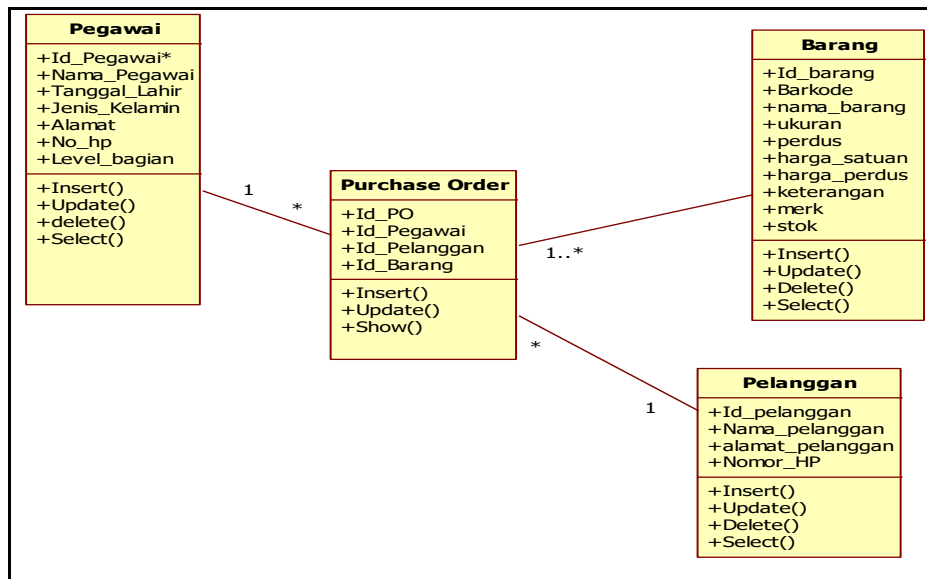 Pegawai
+Id_Pegawai*
+Nama_Pegawai
+Tanggal_Lahir
+Jenis_Kelamin
+Alamat
+No_hp
+Level_bagian
+Insert()
+Update()
+delete()
+Select()
1
*
Purchase Order
+Id_PO
+Id_Pegawai
+Id_Pelanggan
+Id_Barang
+Insert()
+Update()
+Show()
1..*
*
1
Barang
+Id_barang
+Barkode
+nama_barang
+ukuran
+perdus
+harga_satuan
+harga_perdus
+keterangan
+merk
+stok
+Insert()
+Update()
+Delete()
+Select()
Pelanggan
+Id_pelanggan
+Nama_pelanggan
+alamat_pelanggan
+Nomor_HP
+Insert()
+Update()
+Delete()
+Select()